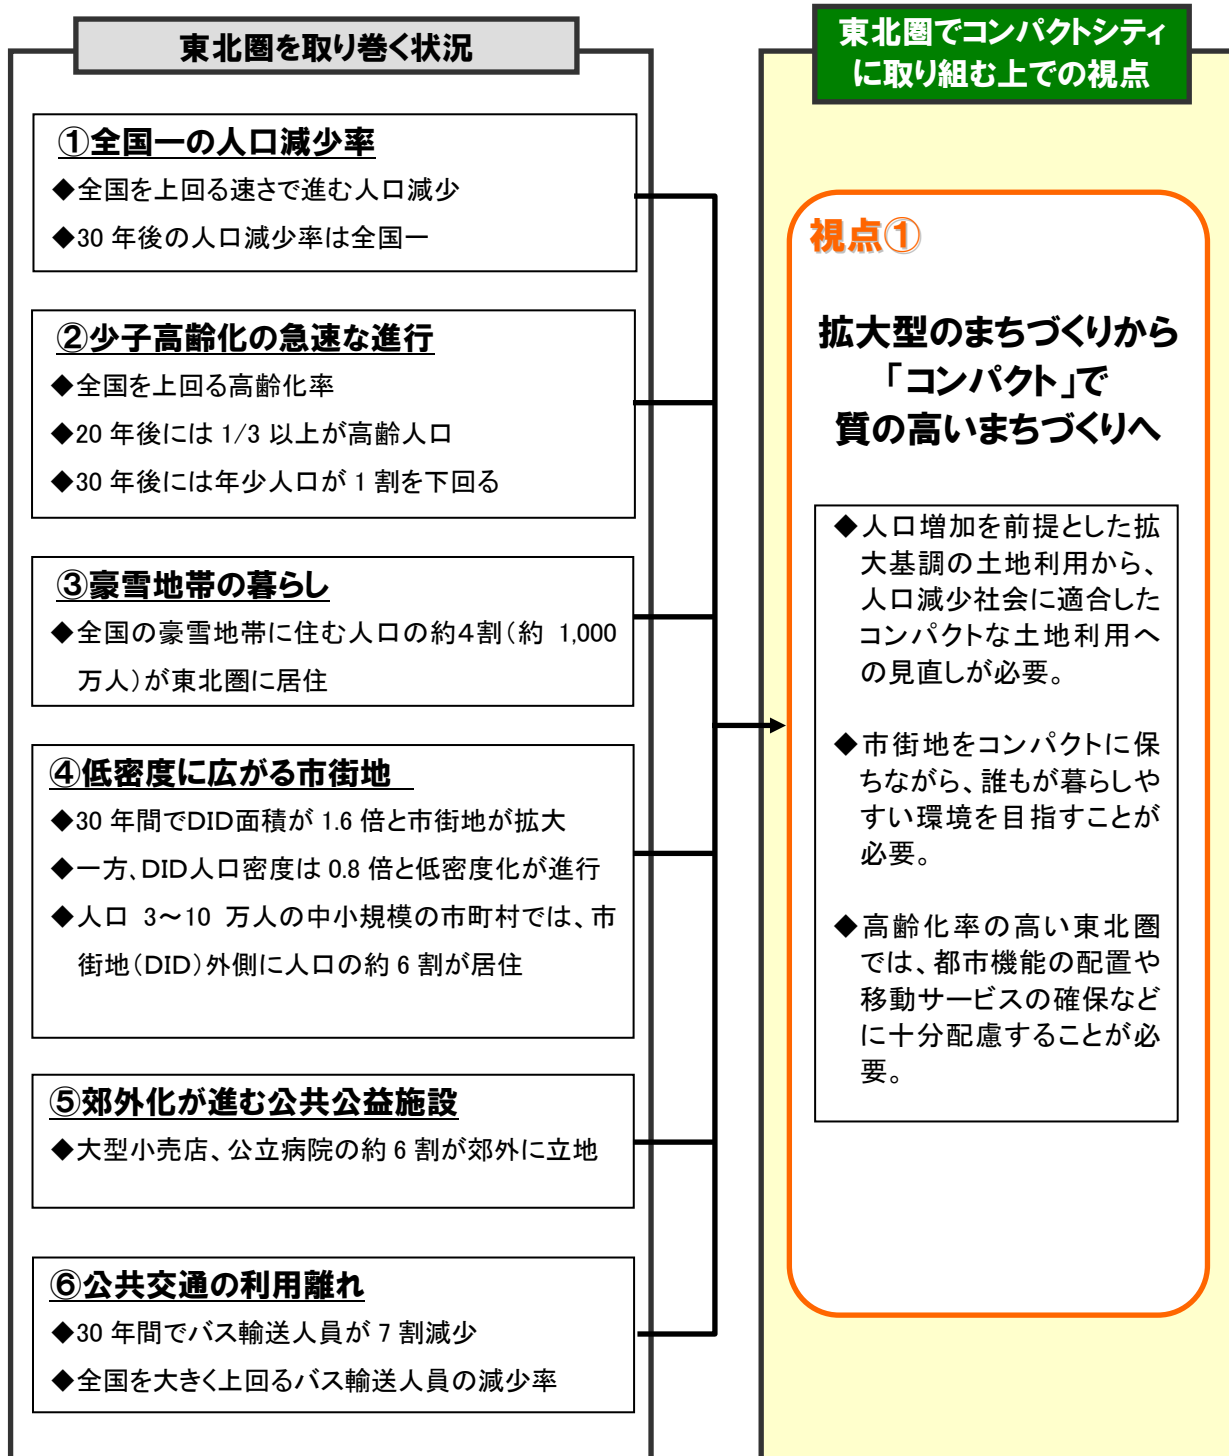 東北圏を取り巻く状況
①全国一の人口減少率
◆全国を上回る速さで進む人口減少
◆30 年後の人口減少率は全国一
②少子高齢化の急速な進行
◆全国を上回る高齢化率
◆20 年後には 1/3 以上が高齢人口
◆30 年後には年少人口が 1 割を下回る
③豪雪地帯の暮らし
◆全国の豪雪地帯に住む人口の約4割(約 1,000
万人)が東北圏に居住
④低密度に広がる市街地
◆30 年間でDID面積が 1.6 倍と市街地が拡大
◆一方、DID人口密度は 0.8 倍と低密度化が進行
◆人口 3～10 万人の中小規模の市町村では、市
街地(DID)外側に人口の約 6 割が居住
⑤郊外化が進む公共公益施設
◆大型小売店、公立病院の約 6 割が郊外に立地
⑥公共交通の利用離れ
◆30 年間でバス輸送人員が 7 割減少
◆全国を大きく上回るバス輸送人員の減少率
東北圏でコンパクトシティ
に取り組む上での視点
視点①
拡大型のまちづくりから
「コンパクト」で
質の高いまちづくりへ
◆人口増加を前提とした拡
大基調の土地利用から、
人口減少社会に適合した
コンパクトな土地利用へ
の見直しが必要。
◆市街地をコンパクトに保
ちながら、誰もが暮らしや
すい環境を目指すことが
必要。
◆高齢化率の高い東北圏
では、都市機能の配置や
移動サービスの確保など
に十分配慮することが必
要。